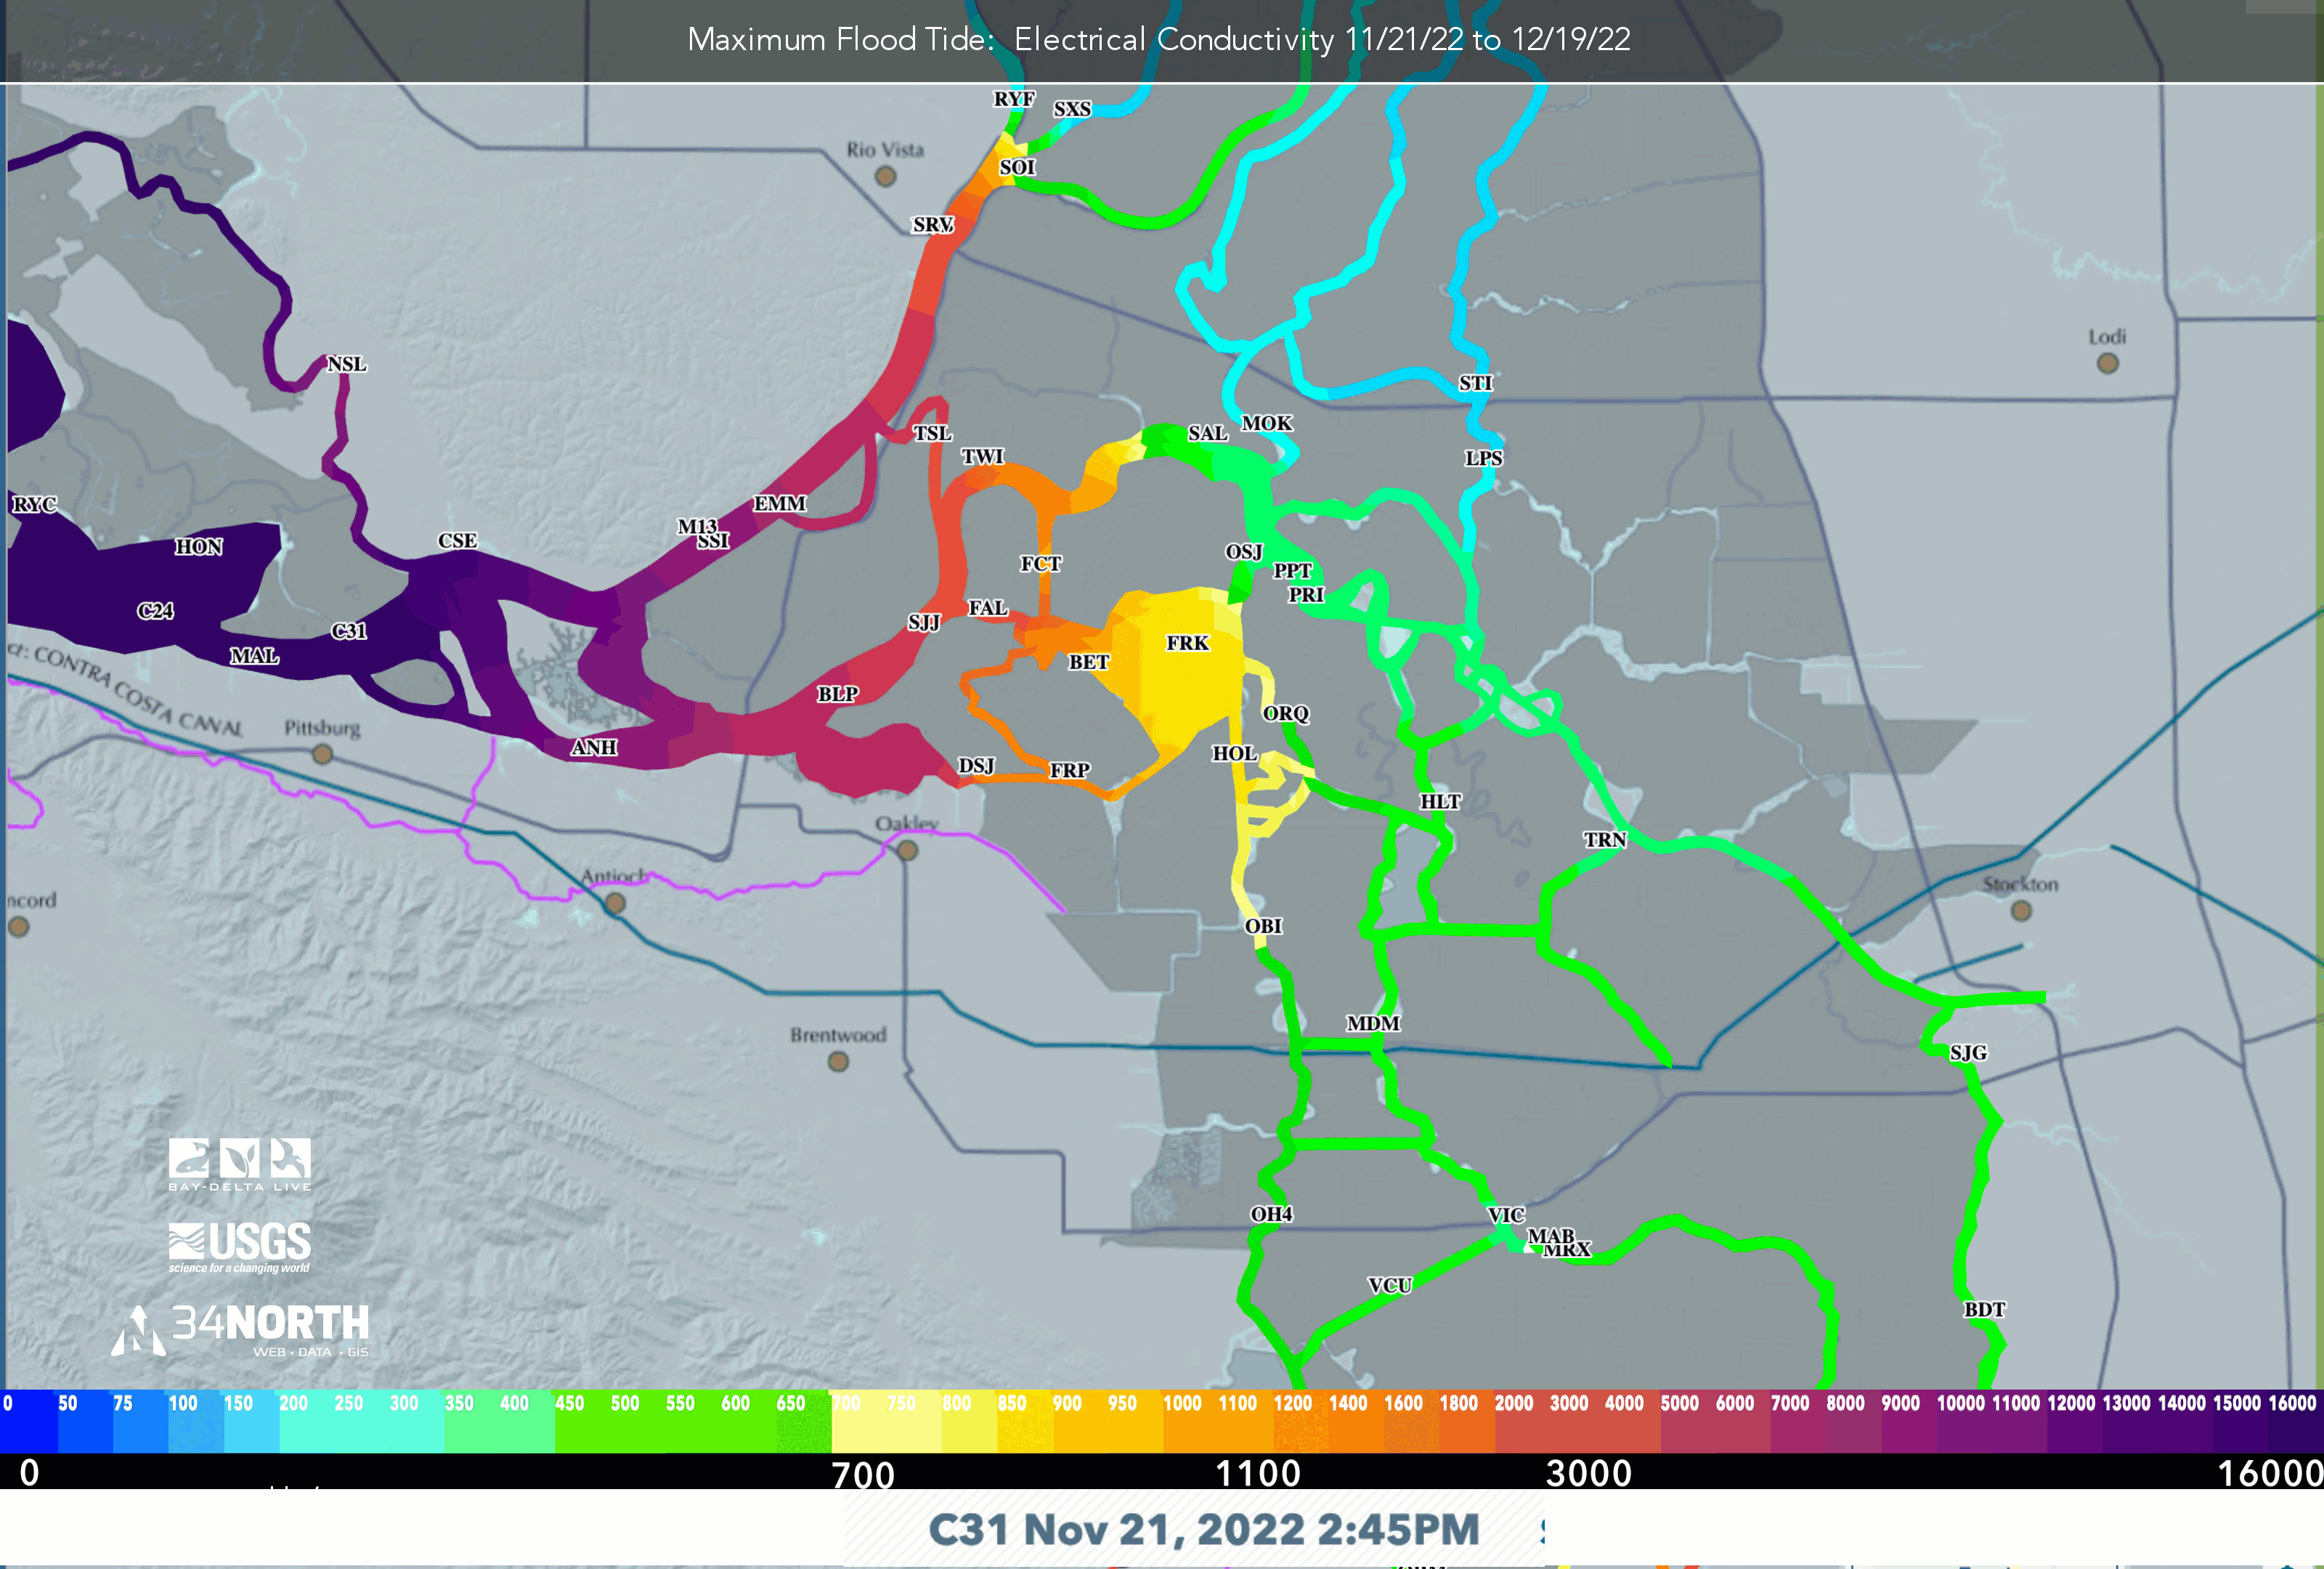 Maximum Flood Tide: Electrical Conductivity 11/21/22 to 12/19/22
RYF
SXS
Rio Vista
SOI
SRV
Lodi
NSL
STI
MOK
TSL
SAL
TWI
LPS
RYC
EMM
M13
SSI
HON
CSE
OSJ
FCT
PPT
PRI
C24
FAL
C31
SJJ
FRK
MAL
BET
ct: CONTRA COSTA CANAL
BLP
ORQ
Pittsburg
ANH
HOL
DSJ
FRP
HLT
Oakley
TRN
Antioch
Stockton
ncord
OBI
MDM
Brentwood
SJG
BAY-DELTA LIVE
OH4
VIC
MAB
MRX
USGS
science for a changing world
VCU
BDT
34NORTH
WEB • DATA • GIS
0 50 75 100 150 200 250 300 350 400 450 500 550 600 650 700 750 800 850 900 950 1000 1100 1200 1400 1600 1800 2000 3000 4000 5000 6000 7000 8000 9000 10000 11000 12000 13000 14000 15000 16000
0 700 1100 3000 16000
C31 Nov 21, 2022 2:45PM